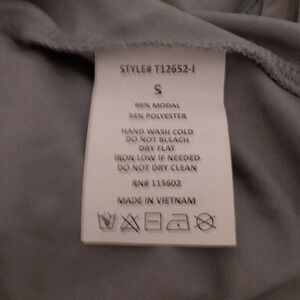 STYLE# T12652-I
S
66% MODAL
34% POLYESTER
HAND WASH COLD
DO NOT BLEACH
DRY FLAT
IRON LOW IF NEEDED
DO NOT DRY CLEAN
RN# 115602
MADE IN VIETNAM